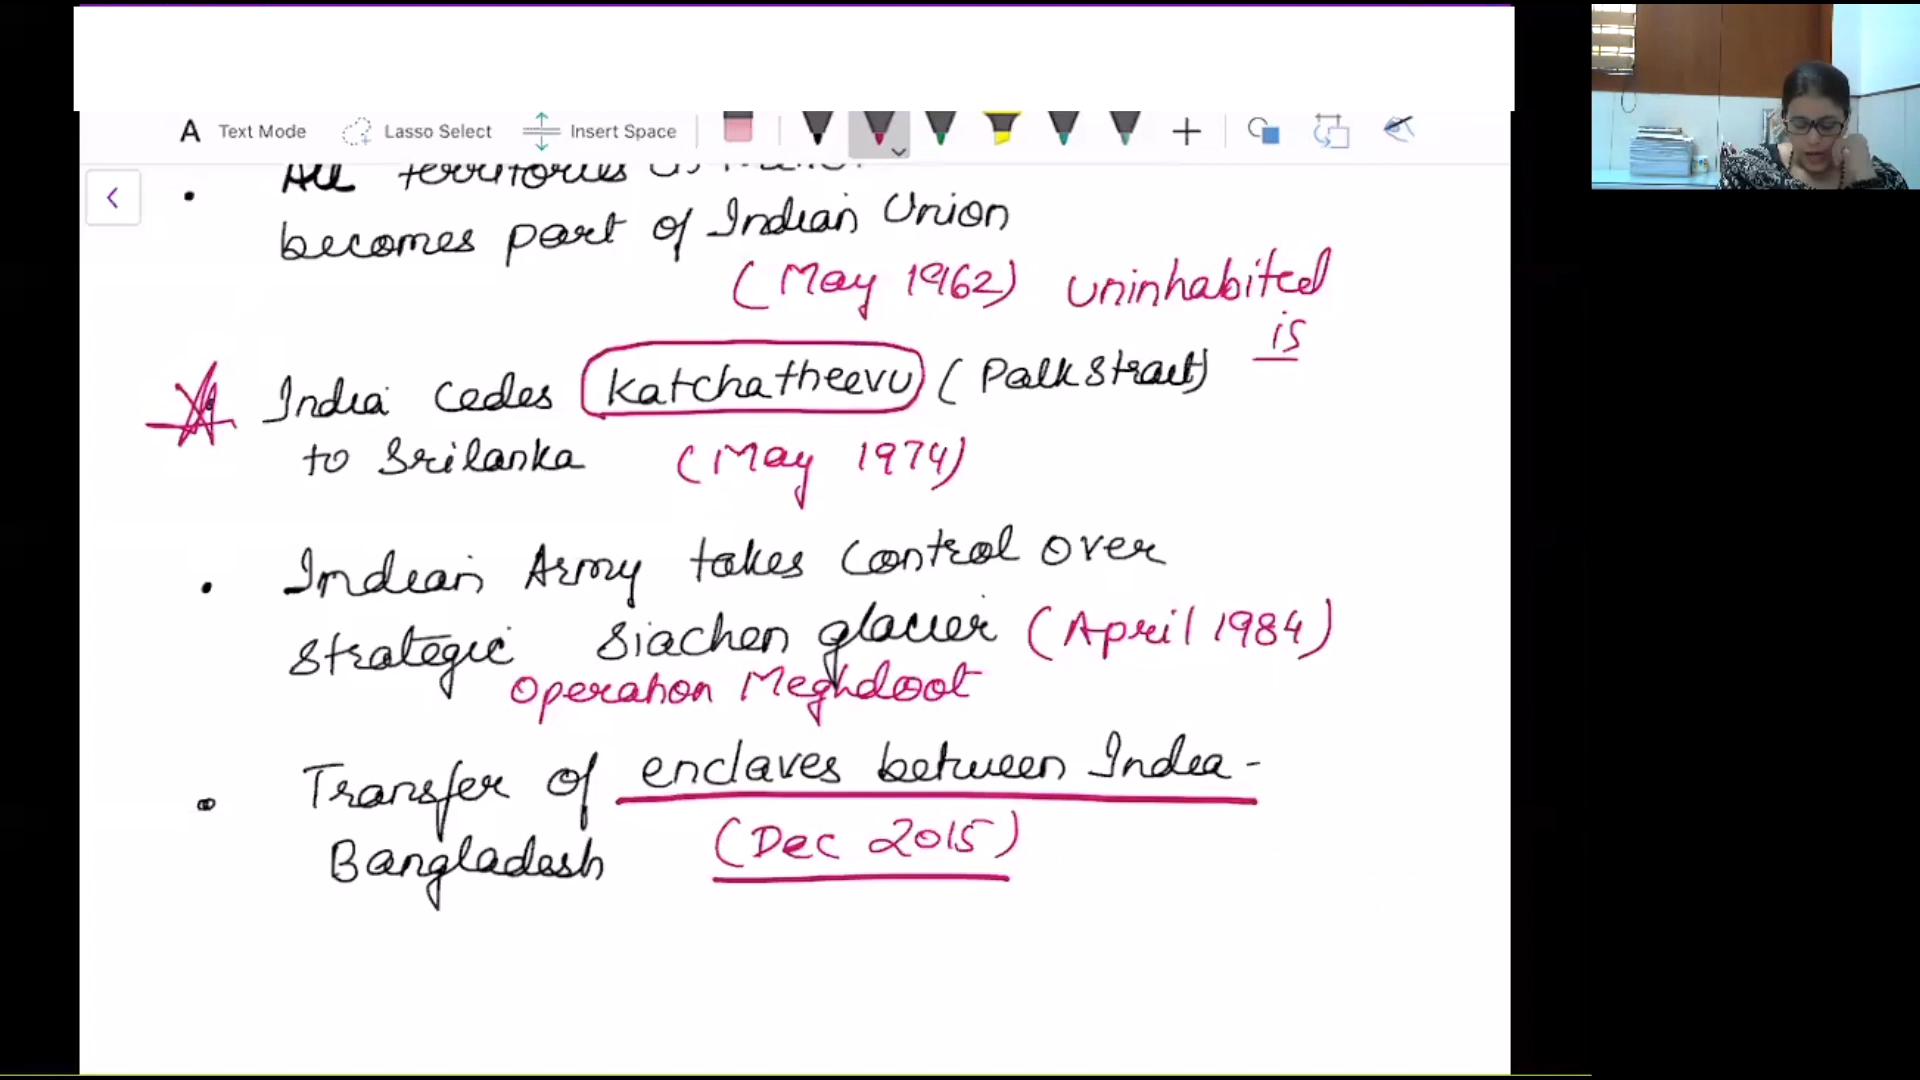 A Text Mode Lasso Select Insert Space
All territories
becomes part of Indian Union
(May 1962) uninhabited
is
India cedes Katchatheevu (Palk Strait)
to Srilanka (May 1974)
Indian Army takes control over
strategic Siachen glacier (April 1984)
Operation Meghdoot
Transfer of enclaves between India-
Bangladesh (Dec 2015)